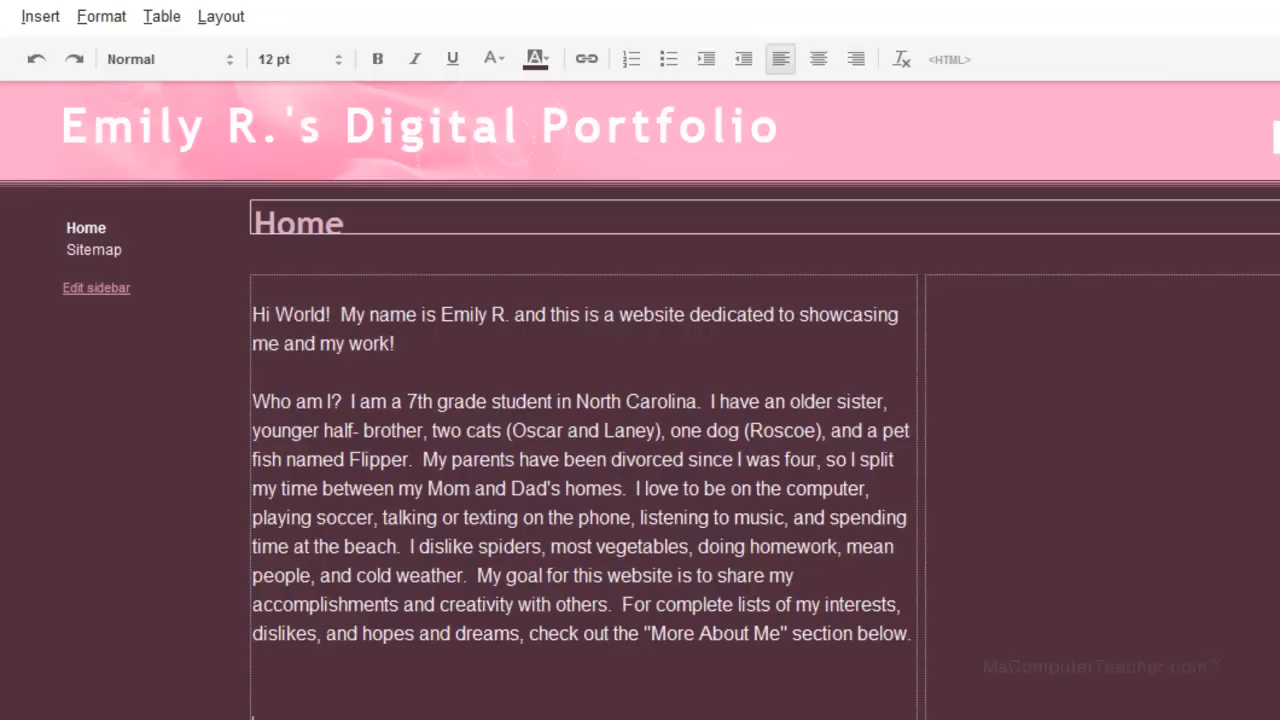 Insert Format Table Layout
Normal 12 pt B I U A A <HTML>
Emily R.'s Digital Portfolio
Home
Home
Sitemap
Edit sidebar
Hi World!  My name is Emily R. and this is a website dedicated to showcasing
me and my work!
Who am I?  I am a 7th grade student in North Carolina.  I have an older sister,
younger half- brother, two cats (Oscar and Laney), one dog (Roscoe), and a pet
fish named Flipper.  My parents have been divorced since I was four, so I split
my time between my Mom and Dad's homes.  I love to be on the computer,
playing soccer, talking or texting on the phone, listening to music, and spending
time at the beach.  I dislike spiders, most vegetables, doing homework, mean
people, and cold weather.  My goal for this website is to share my
accomplishments and creativity with others.  For complete lists of my interests,
dislikes, and hopes and dreams, check out the "More About Me" section below.
MsComputerTeacher.com